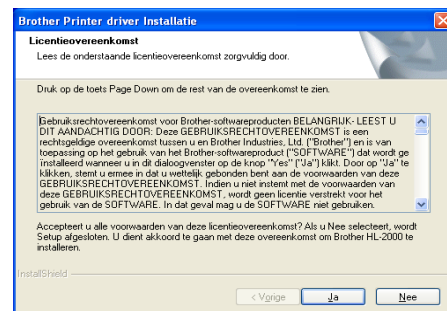 Brother Printer driver Installatie
Licentieovereenkomst
Lees de onderstaande licentieovereenkomst zorgvuldig door.
Druk op de toets Page Down om de rest van de overeenkomst te zien.
Gebruiksrechtovereenkomst voor Brother-softwareproducten BELANGRIJK- LEEST U
DIT AANDACHTIG DOOR: Deze GEBRUIKSRECHTOVEREENKOMST is een
rechtsgeldige overeenkomst tussen u en Brother Industries, Ltd. ("Brother") en is van
toepassing op het gebruik van het Brother-softwareproduct ("SOFTWARE") dat wordt ge
ïnstalleerd wanneer u in dit dialoogvenster op de knop "Yes" ("Ja") klikt. Door op "Ja" te
klikken, stemt u ermee in dat u wettelijk gebonden bent aan de voorwaarden van deze
GEBRUIKSRECHTOVEREENKOMST. Indien u niet instemt met de voorwaarden van
deze GEBRUIKSRECHTOVEREENKOMST, wordt geen licentie verstrekt voor het
gebruik van de SOFTWARE. In dat geval mag u de SOFTWARE niet gebruiken.
Accepteert u alle voorwaarden van deze licentieovereenkomst? Als u Nee selecteert, wordt
Setup afgesloten. U dient akkoord te gaan met deze overeenkomst om Brother HL-2000 te
installeren.
InstallShield
< Vorige
Ja
Nee